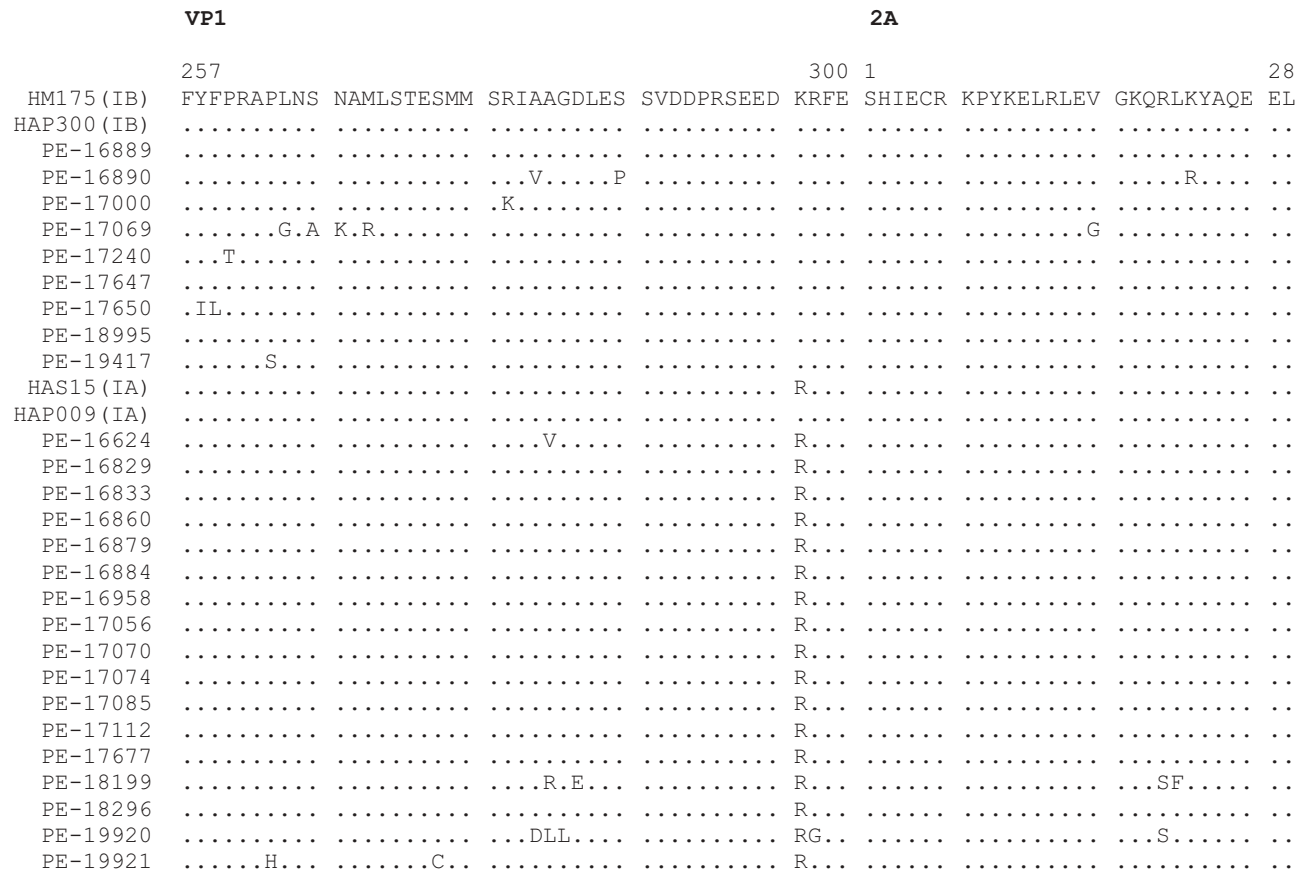 VP1 2A
257 300 1 28
HM175(IB) FYFPRAPLNS NAMLSTESMM SRIAAGDLES SVDDPRSEED KRFE SHIECR KPYKELRLEV GKQRLKYAQE EL
HAP300(IB) .......... .......... .......... .......... .... ...... .......... .......... ..
PE-16889 .......... .......... .......... .......... .... ...... .......... .......... ..
PE-16890 .......... .......... ...V.....P .......... .... ...... .......... .....R.... ..
PE-17000 .......... .......... .K........ .......... .... ...... .......... .......... ..
PE-17069 .......G.A K.R....... .......... .......... .... ...... .........G .......... ..
PE-17240 ...T...... .......... .......... .......... .... ...... .......... .......... ..
PE-17647 .......... .......... .......... .......... .... ...... .......... .......... ..
PE-17650 .IL....... .......... .......... .......... .... ...... .......... .......... ..
PE-18995 .......... .......... .......... .......... .... ...... .......... .......... ..
PE-19417 ......S... .......... .......... .......... .... ...... .......... .......... ..
HAS15(IA) .......... .......... .......... .......... R... ...... .......... .......... ..
HAP009(IA) .......... .......... .......... .......... .... ...... .......... .......... ..
PE-16624 .......... .......... ....V..... .......... R... ...... .......... .......... ..
PE-16829 .......... .......... .......... .......... R... ...... .......... .......... ..
PE-16833 .......... .......... .......... .......... R... ...... .......... .......... ..
PE-16860 .......... .......... .......... .......... R... ...... .......... .......... ..
PE-16879 .......... .......... .......... .......... R... ...... .......... .......... ..
PE-16884 .......... .......... .......... .......... R... ...... .......... .......... ..
PE-16958 .......... .......... .......... .......... R... ...... .......... .......... ..
PE-17056 .......... .......... .......... .......... R... ...... .......... .......... ..
PE-17070 .......... .......... .......... .......... R... ...... .......... .......... ..
PE-17074 .......... .......... .......... .......... R... ...... .......... .......... ..
PE-17085 .......... .......... .......... .......... R... ...... .......... .......... ..
PE-17112 .......... .......... .......... .......... R... ...... .......... .......... ..
PE-17677 .......... .......... .......... .......... R... ...... .......... .......... ..
PE-18199 .......... .......... ....R.E... .......... R... ...... .......... ...SF..... ..
PE-18296 .......... .......... .......... .......... R... ...... .......... .......... ..
PE-19920 .......... .......... ...DLL.... .......... RG.. ...... .......... ...S...... ..
PE-19921 ......H... .......C.. .......... .......... R... ...... .......... .......... ..